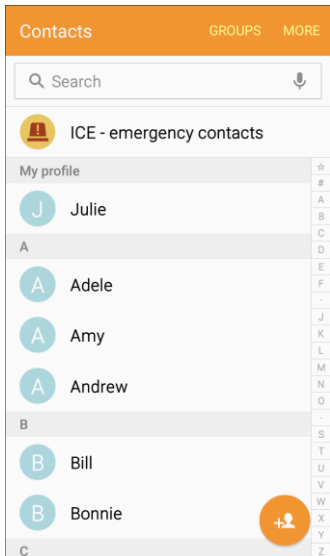 Contacts GROUPS MORE
Search
ICE - emergency contacts
My profile
J Julie
A
A Adele
A Amy
A Andrew
B
B Bill
B Bonnie
C
☆
#
A
B
C
D
E
F
·
J
K
L
M
N
O
·
S
T
U
V
W
X
Y
Z